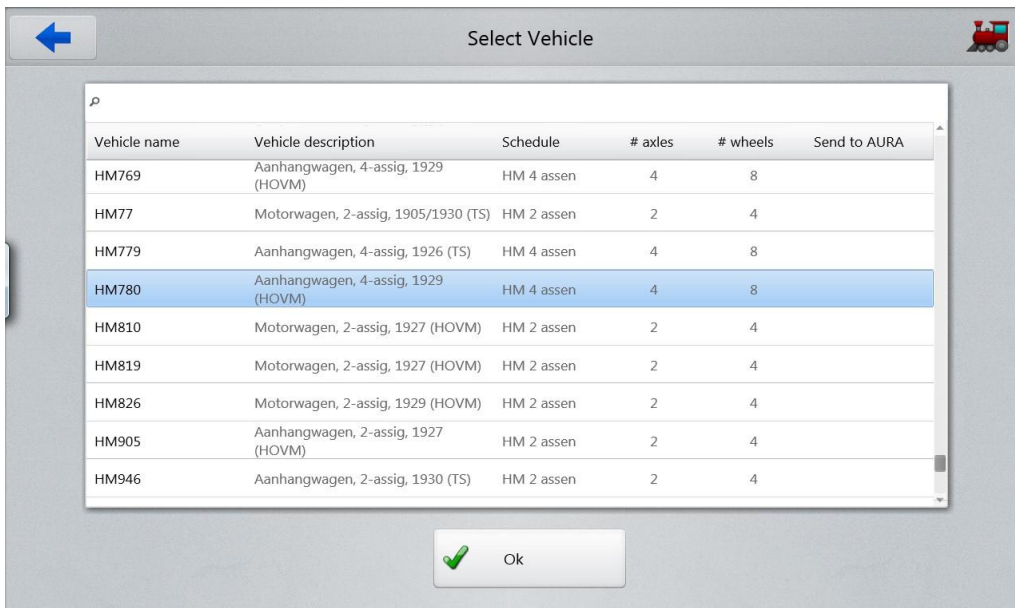 Select Vehicle
Vehicle name Vehicle description Schedule # axles # wheels Send to AURA
HM769 Aanhangwagen, 4-assig, 1929 (HOVM) HM 4 assen 4 8
HM77 Motorwagen, 2-assig, 1905/1930 (TS) HM 2 assen 2 4
HM779 Aanhangwagen, 4-assig, 1926 (TS) HM 4 assen 4 8
HM780 Aanhangwagen, 4-assig, 1929 (HOVM) HM 4 assen 4 8
HM810 Motorwagen, 2-assig, 1927 (HOVM) HM 2 assen 2 4
HM819 Motorwagen, 2-assig, 1927 (HOVM) HM 2 assen 2 4
HM826 Motorwagen, 2-assig, 1929 (HOVM) HM 2 assen 2 4
HM905 Aanhangwagen, 2-assig, 1927 (HOVM) HM 2 assen 2 4
HM946 Aanhangwagen, 2-assig, 1930 (TS) HM 2 assen 2 4
Ok